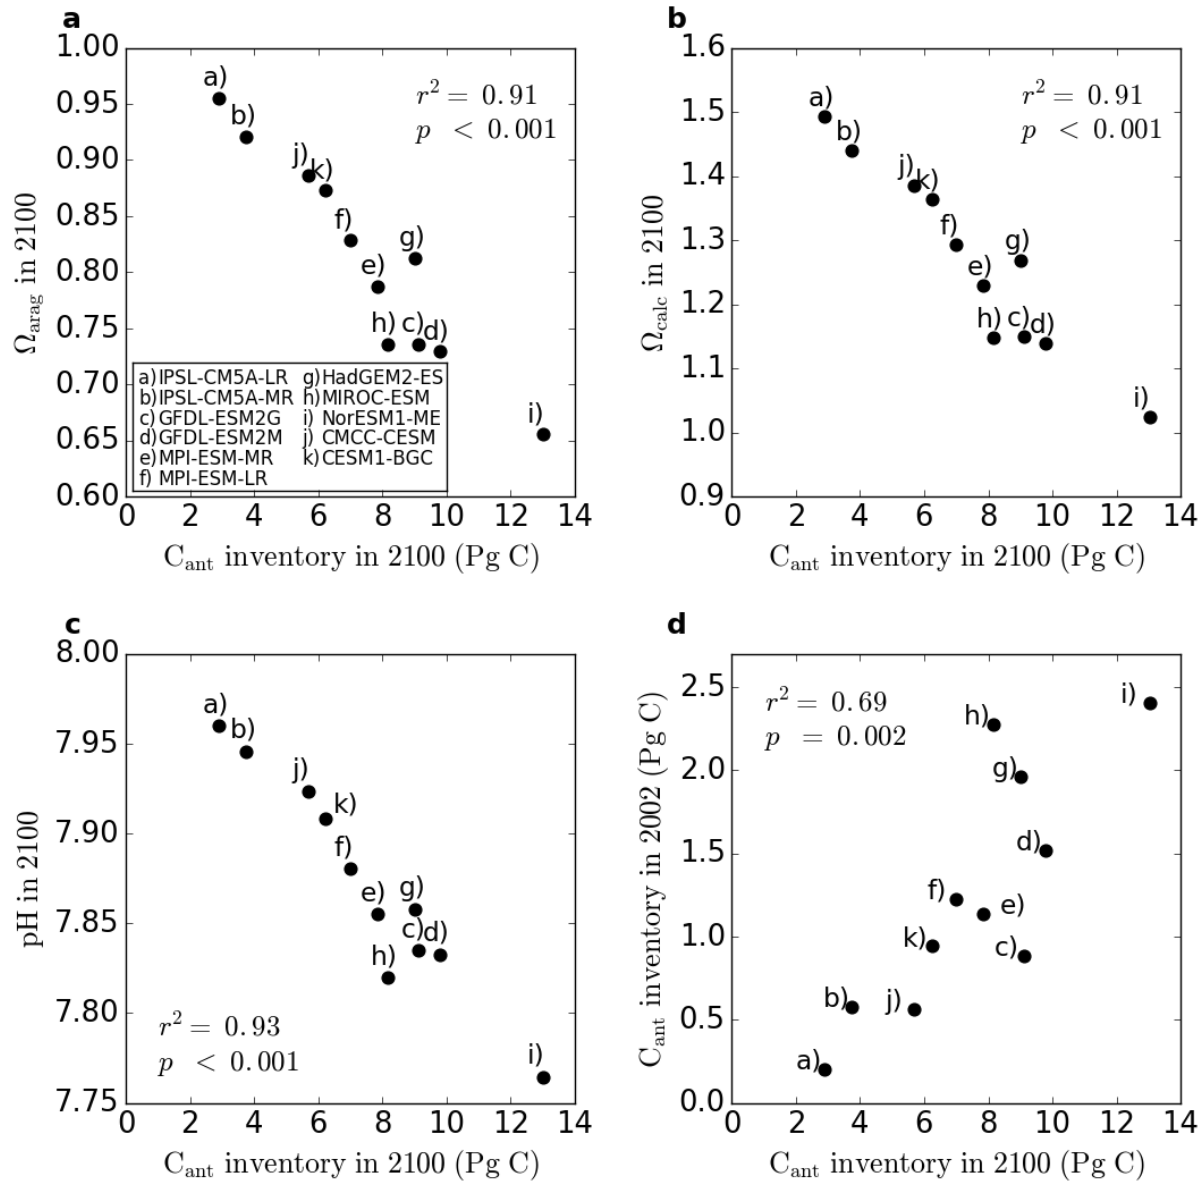 a
1.00
0.95
0.90
0.85
0.80
0.75
0.70
0.65
0.60
Ω_arag in 2100
a)
b)
j)
k)
f)
e)
g)
h)
c)
d)
i)
r² = 0.91
p < 0.001
a) IPSL-CM5A-LR g) HadGEM2-ES
b) IPSL-CM5A-MR h) MIROC-ESM
c) GFDL-ESM2G i) NorESM1-ME
d) GFDL-ESM2M j) CMCC-CESM
e) MPI-ESM-MR k) CESM1-BGC
f) MPI-ESM-LR
0 2 4 6 8 10 12 14
C_ant inventory in 2100 (Pg C)
b
1.6
1.5
1.4
1.3
1.2
1.1
1.0
0.9
Ω_calc in 2100
a)
b)
j)
k)
f)
g)
e)
h)
c)
d)
i)
r² = 0.91
p < 0.001
0 2 4 6 8 10 12 14
C_ant inventory in 2100 (Pg C)
c
8.00
7.95
7.90
7.85
7.80
7.75
pH in 2100
a)
b)
j)
k)
f)
e)
g)
c)
d)
h)
i)
r² = 0.93
p < 0.001
0 2 4 6 8 10 12 14
C_ant inventory in 2100 (Pg C)
d
2.5
2.0
1.5
1.0
0.5
0.0
C_ant inventory in 2002 (Pg C)
r² = 0.69
p = 0.002
i)
h)
g)
d)
f)
e)
k)
c)
b)
j)
a)
0 2 4 6 8 10 12 14
C_ant inventory in 2100 (Pg C)